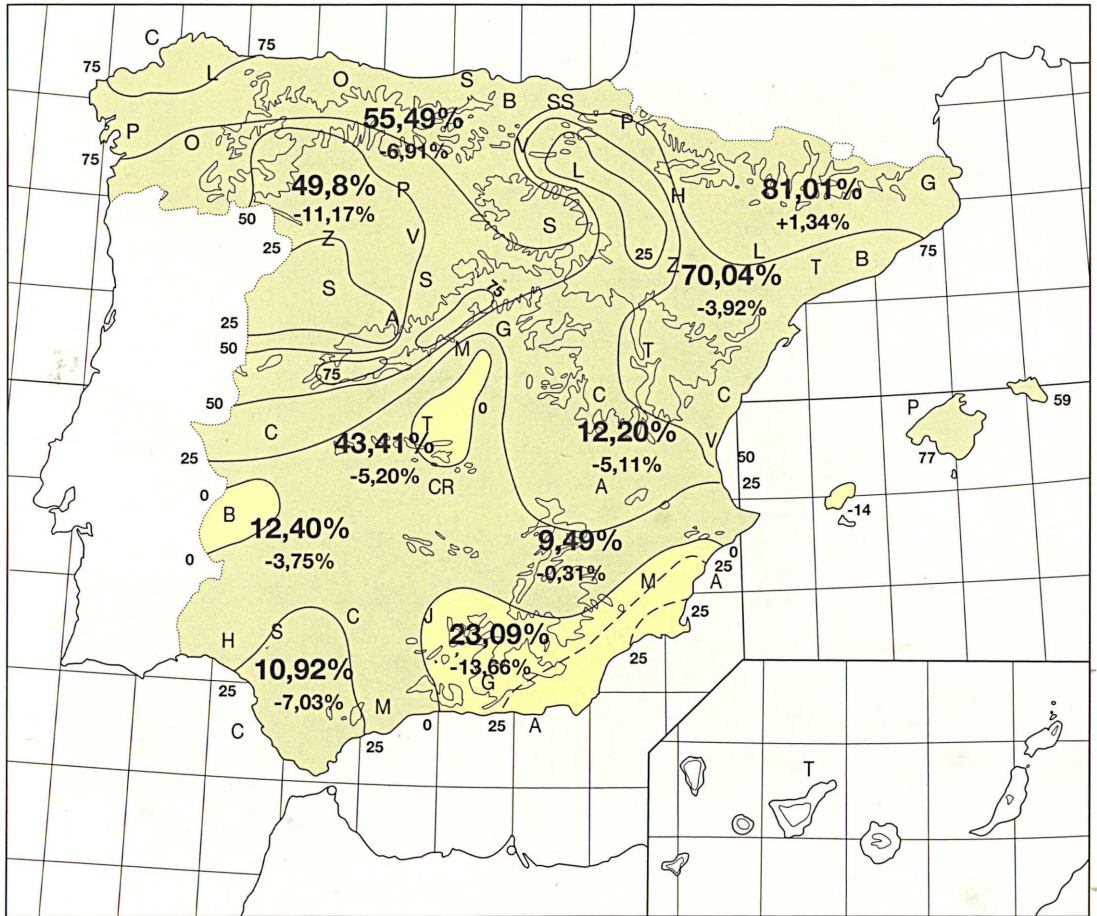 C
75
75
L
O
S
B
SS
P
55,49%
-6,91%
P
O
75
V
L
H
81,01%
+1,34%
G
49,8%
-11,17%
P
50
Z
25
V
S
25
L
T
B
75
Z
70,04%
-3,92%
S
S
75
A
25
50
G
M
T
75
50
0
C
C
59
P
77
C
T
43,41%
-5,20%
12,20%
-5,11%
V
50
25
25
CR
A
0
-14
B
12,40%
-3,75%
9,49%
-0,31%
0
0
25
M
A
J
25
C
S
H
23,09%
-13,66%
25
10,92%
-7,03%
G
25
M
C
0
25
A
25
T